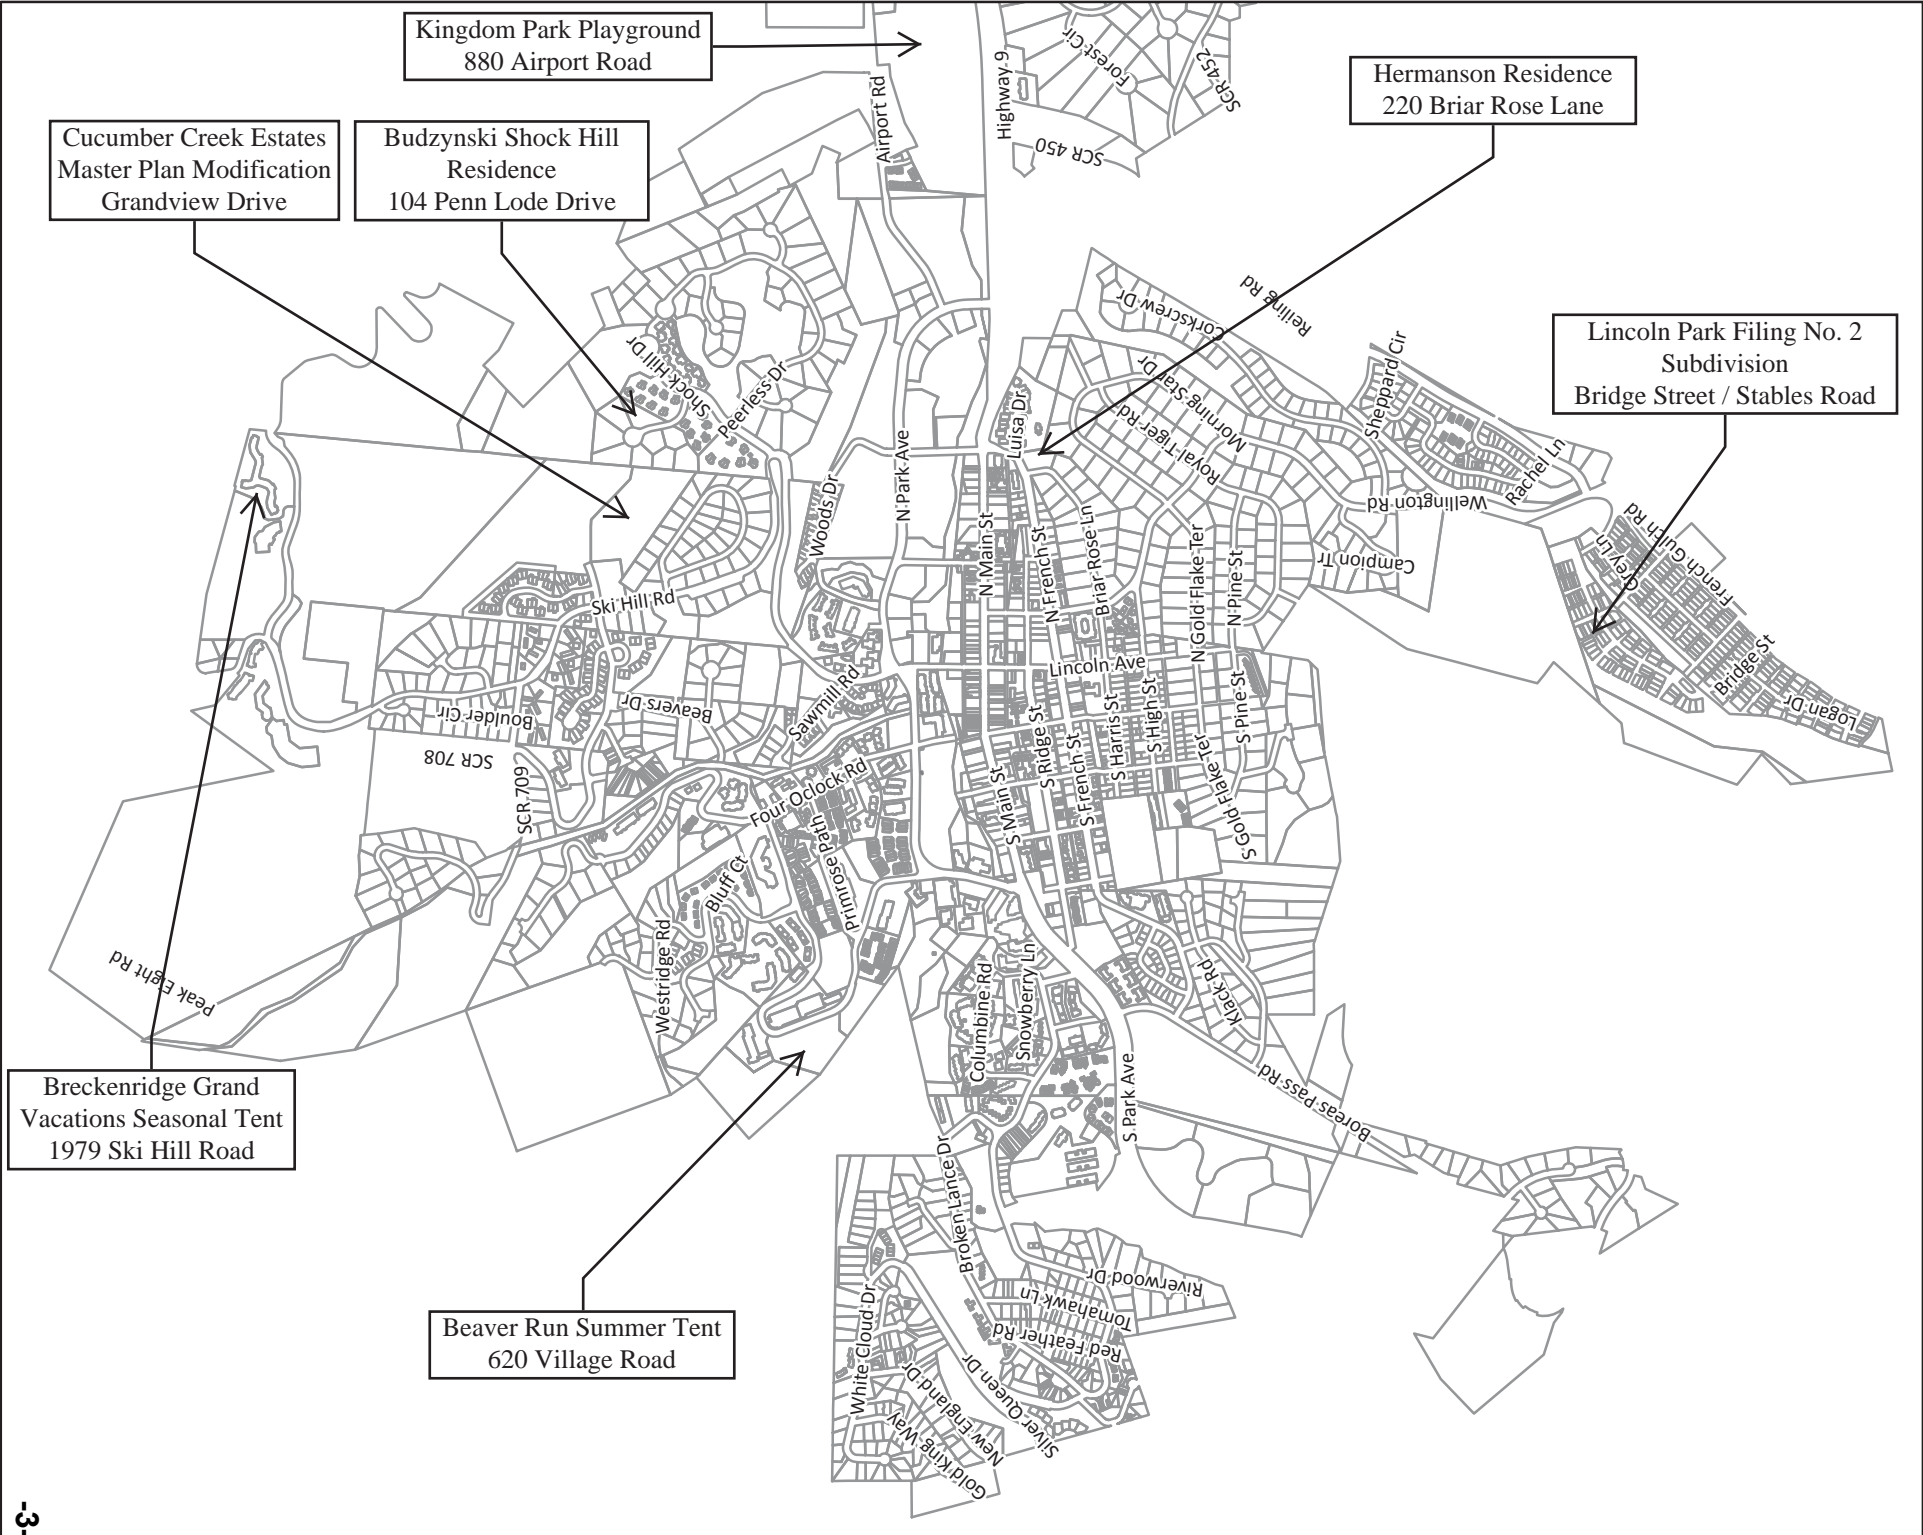 Kingdom Park Playground
880 Airport Road
Hermanson Residence
220 Briar Rose Lane
Cucumber Creek Estates
Master Plan Modification
Grandview Drive
Budzynski Shock Hill
Residence
104 Penn Lode Drive
Lincoln Park Filing No. 2
Subdivision
Bridge Street / Stables Road
Breckenridge Grand
Vacations Seasonal Tent
1979 Ski Hill Road
Beaver Run Summer Tent
620 Village Road
Airport Rd
Highway 9
Forest Cir
SCR 452
SCR 450
Reiling Rd
Corkscrew Dr
Sheppard Cir
Shock Hill Dr
Peerless Dr
Luisa Dr
Morning Star Dr
Royal Tiger Rd
Rachel Ln
Wellington Rd
N Park Ave
Woods Dr
N Main St
N French St
Briar Rose Ln
N Gold Flake Ter
N Pine St
Campion Tr
French Gulch Rd
Grey Ln
Bridge St
Logan Dr
Ski Hill Rd
Lincoln Ave
Boulder Cir
Beavers Dr
Sawmill Rd
SCR 708
SCR 709
Four Oclock Rd
Primrose Path
S Main St
S Ridge St
S French St
S Harris St
S High St
S Gold Flake Ter
S Pine St
Bluff Ct
Westridge Rd
Peak Eight Rd
Columbine Rd
Snowberry Ln
Klack Rd
S Park Ave
Boreas Pass Rd
Broken Lance Dr
Riverwood Dr
Tomahawk Ln
Red Feather Rd
White Cloud Dr
New England Dr
Silver Queen Dr
Gold King Way
-3-